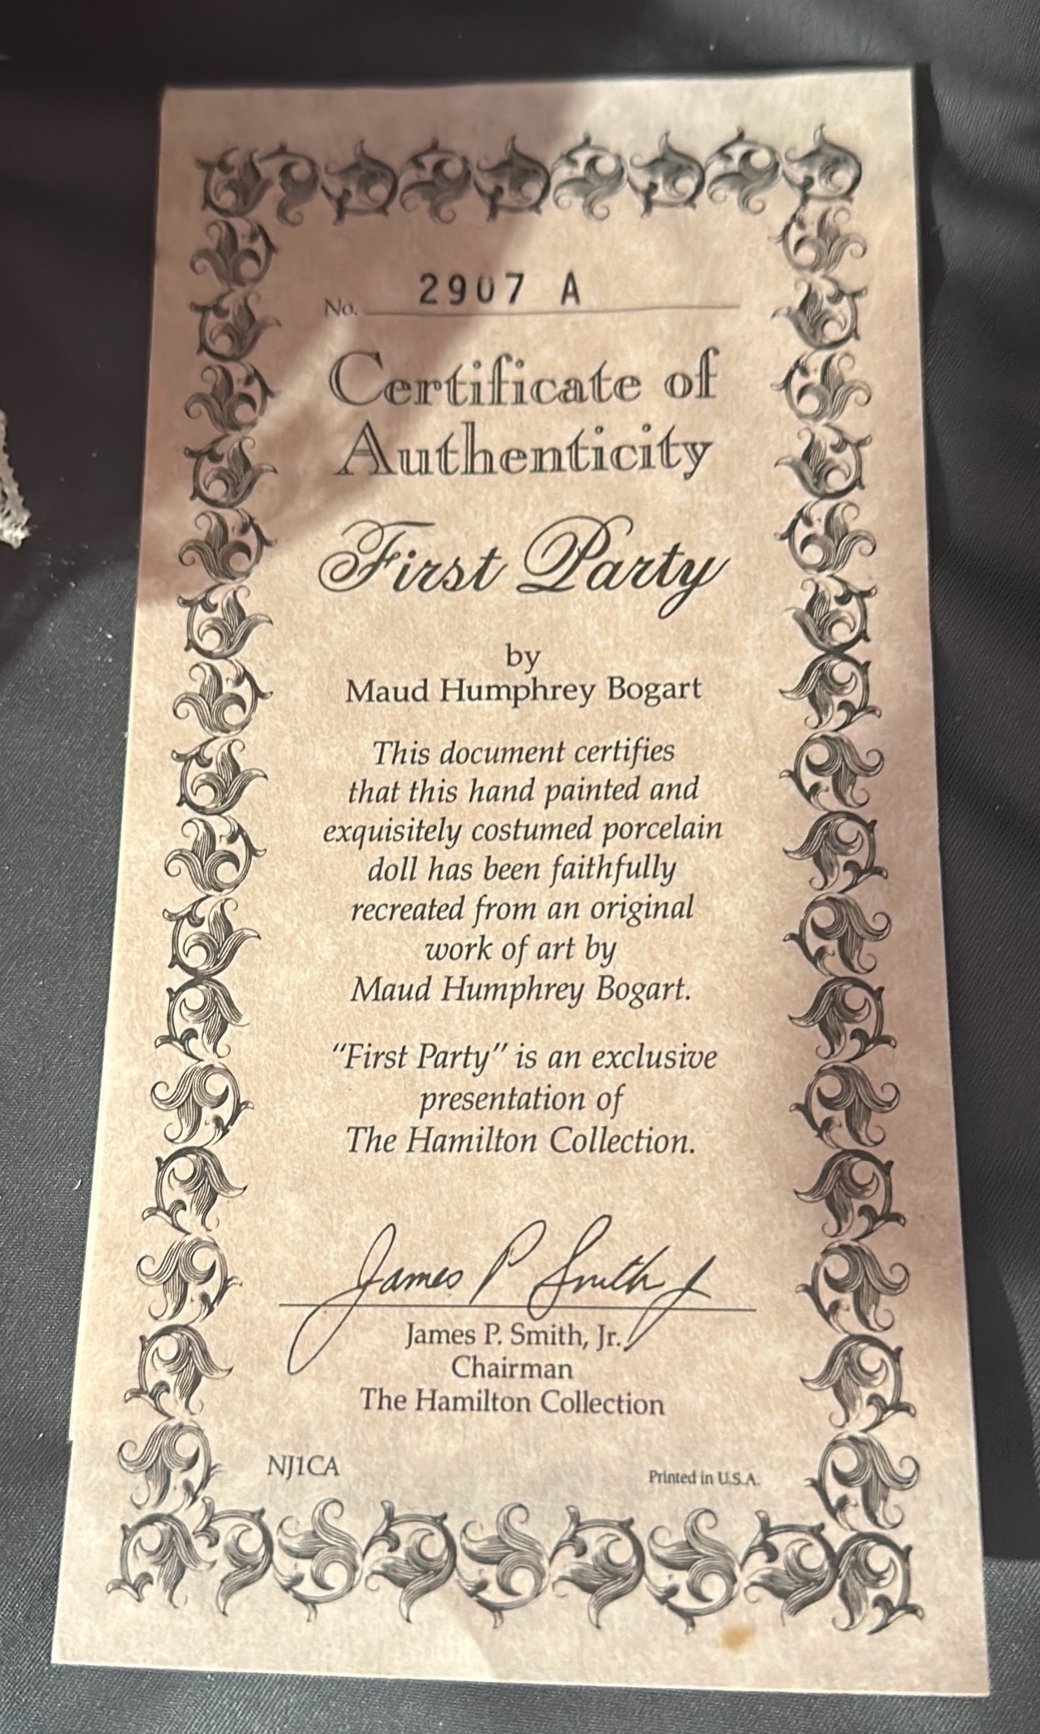 No. 2907 A
Certificate of
Authenticity
First Party
by
Maud Humphrey Bogart
This document certifies
that this hand painted and
exquisitely costumed porcelain
doll has been faithfully
recreated from an original
work of art by
Maud Humphrey Bogart.
"First Party" is an exclusive
presentation of
The Hamilton Collection.
James P Smith Jr
James P. Smith, Jr.
Chairman
The Hamilton Collection
NJ1CA Printed in U.S.A.